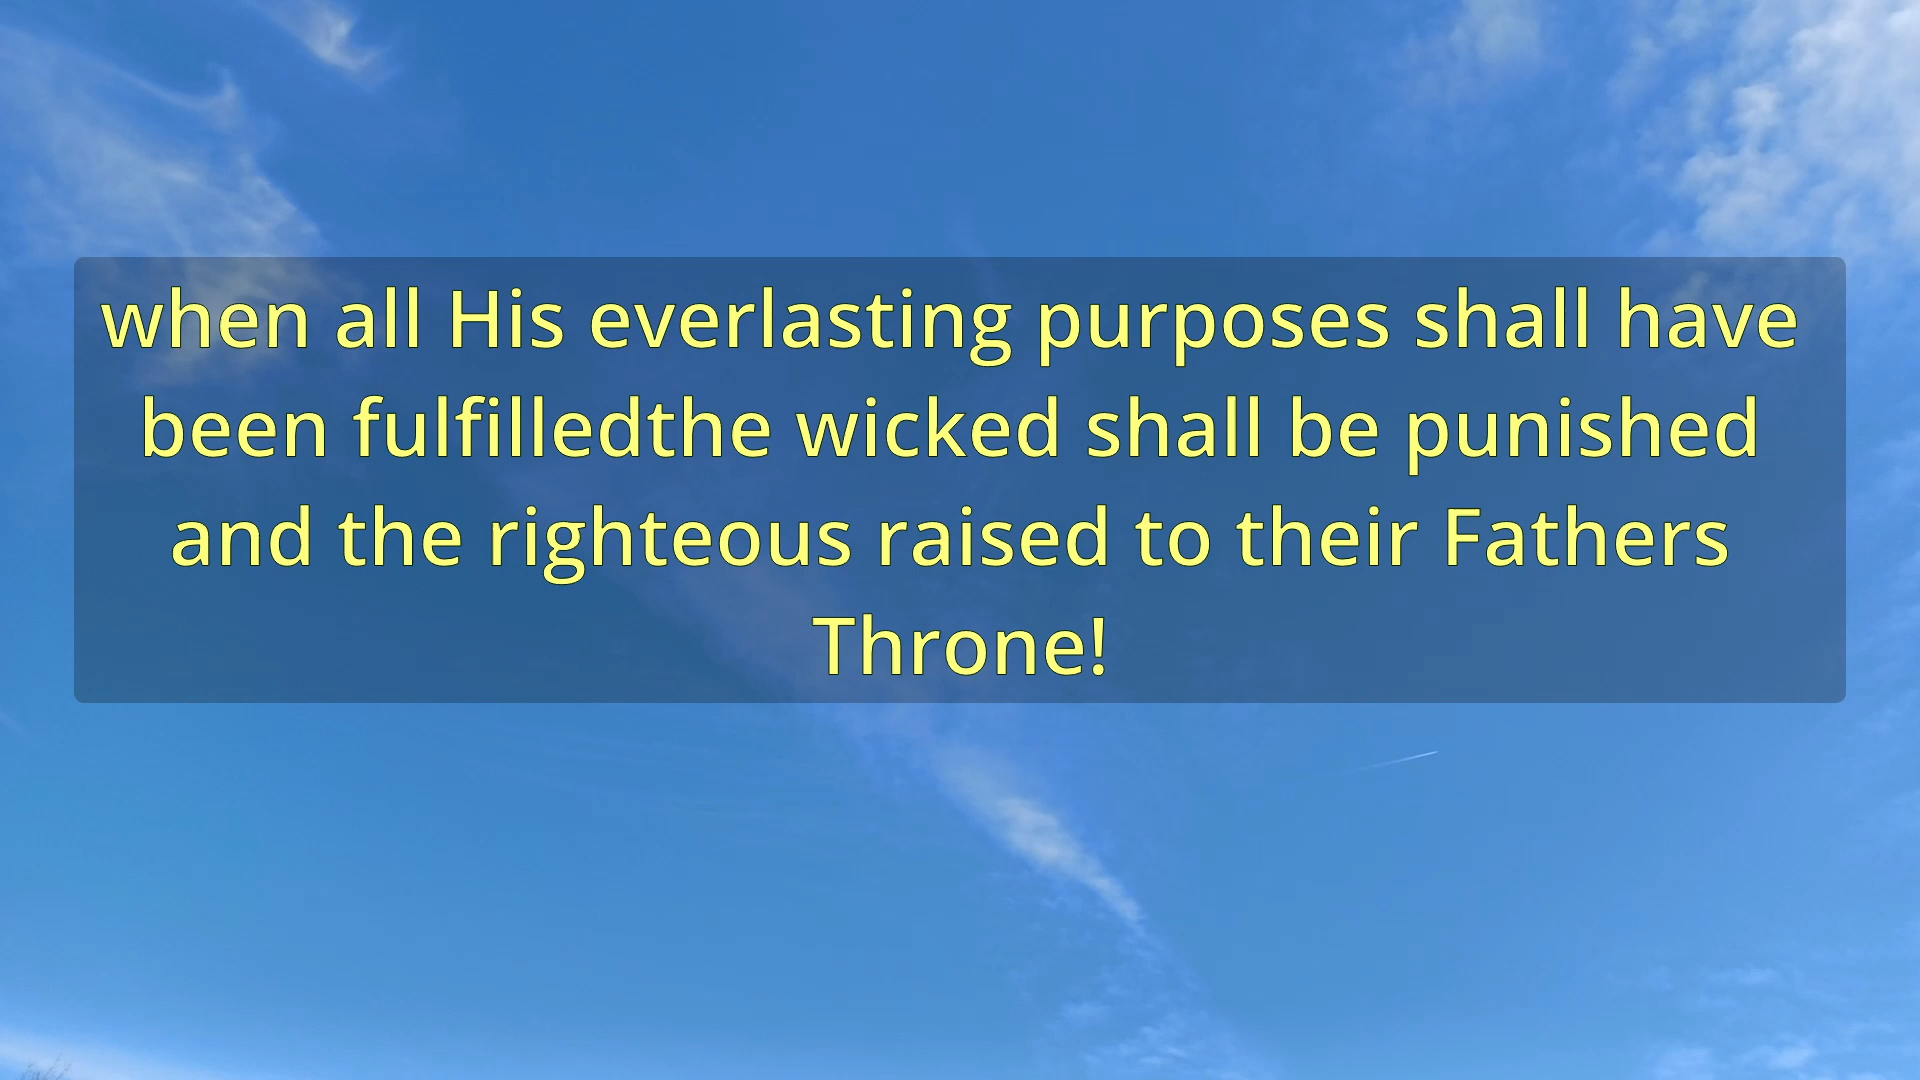 when all His everlasting purposes shall have
been fulfilledthe wicked shall be punished
and the righteous raised to their Fathers
Throne!